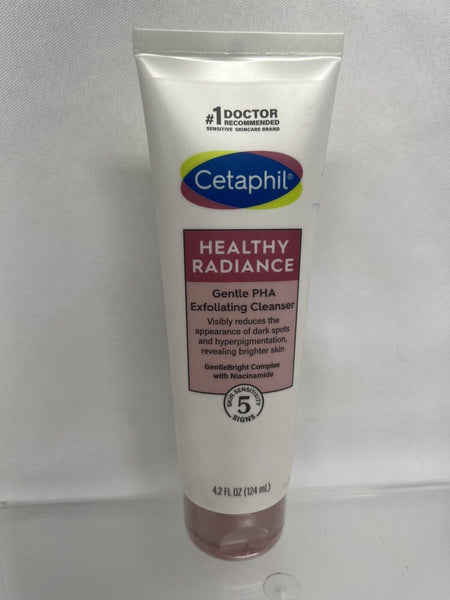 #1 DOCTOR
RECOMMENDED
SENSITIVE SKINCARE BRAND
Cetaphil®
HEALTHY
RADIANCE
Gentle PHA
Exfoliating Cleanser
Visibly reduces the
appearance of dark spots
and hyperpigmentation,
revealing brighter skin
GentleBright Complex
with Niacinamide
SKIN SENSITIVITY
5
SIGNS
4.2 FL OZ (124 mL)